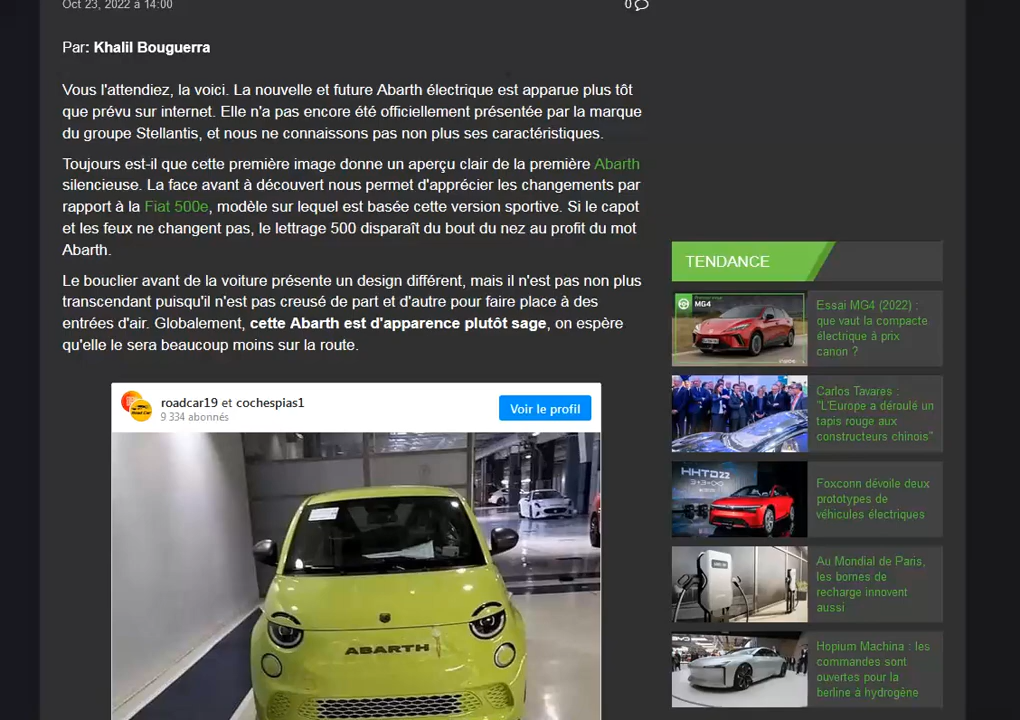 Oct 23, 2022 à 14:00
0
Par: Khalil Bouguerra
Vous l'attendiez, la voici. La nouvelle et future Abarth électrique est apparue plus tôt
que prévu sur internet. Elle n'a pas encore été officiellement présentée par la marque
du groupe Stellantis, et nous ne connaissons pas non plus ses caractéristiques.
Toujours est-il que cette première image donne un aperçu clair de la première Abarth
silencieuse. La face avant à découvert nous permet d'apprécier les changements par
rapport à la Fiat 500e, modèle sur lequel est basée cette version sportive. Si le capot
et les feux ne changent pas, le lettrage 500 disparaît du bout du nez au profit du mot
Abarth.
Le bouclier avant de la voiture présente un design différent, mais il n'est pas non plus
transcendant puisqu'il n'est pas creusé de part et d'autre pour faire place à des
entrées d'air. Globalement, cette Abarth est d'apparence plutôt sage, on espère
qu'elle le sera beaucoup moins sur la route.
roadcar19 et cochespias1
9 334 abonnés
Voir le profil
ABARTH
TENDANCE
MG4
Essai MG4 (2022) :
que vaut la compacte
électrique à prix
canon ?
Carlos Tavares :
"L'Europe a déroulé un
tapis rouge aux
constructeurs chinois"
HHTD22
Foxconn dévoile deux
prototypes de
véhicules électriques
Au Mondial de Paris,
les bornes de
recharge innovent
aussi
Hopium Machina : les
commandes sont
ouvertes pour la
berline à hydrogène